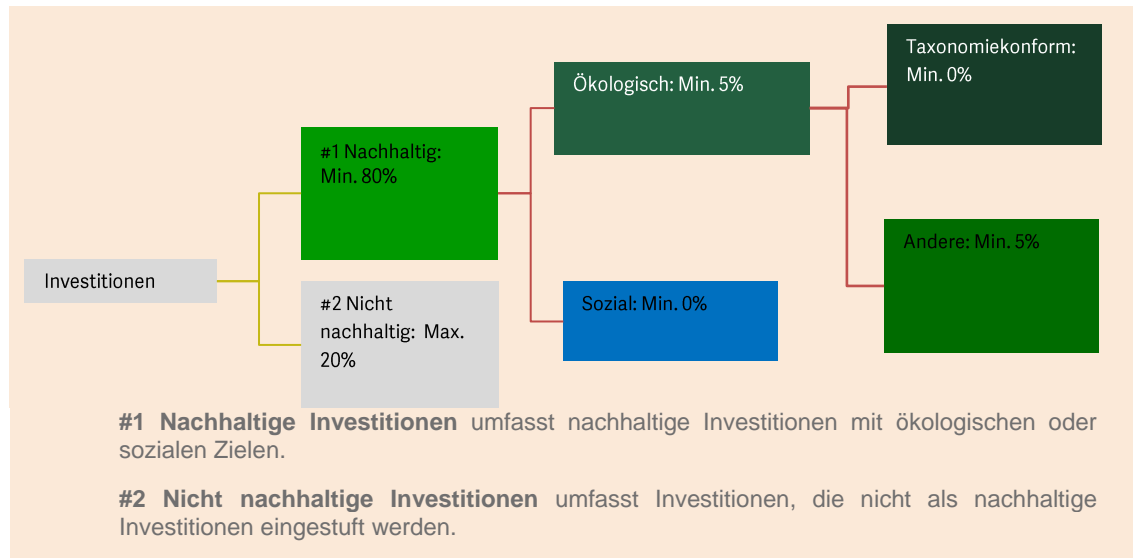 Investitionen
#1 Nachhaltig:
Min. 80%
#2 Nicht
nachhaltig: Max.
20%
Ökologisch: Min. 5%
Sozial: Min. 0%
Taxonomiekonform:
Min. 0%
Andere: Min. 5%
#1 Nachhaltige Investitionen umfasst nachhaltige Investitionen mit ökologischen oder
sozialen Zielen.
#2 Nicht nachhaltige Investitionen umfasst Investitionen, die nicht als nachhaltige
Investitionen eingestuft werden.